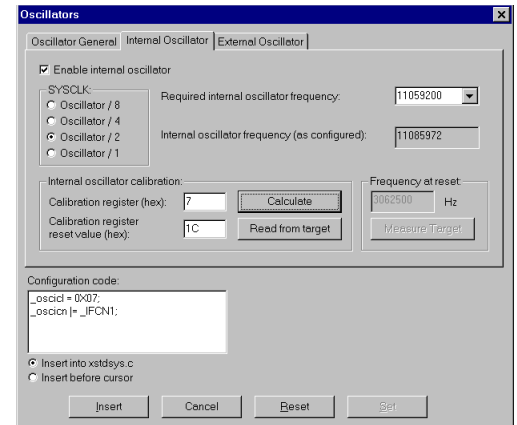 Oscillators
Oscillator General Internal Oscillator External Oscillator
Enable internal oscillator
SYSCLK:
Oscillator / 8
Oscillator / 4
Oscillator / 2
Oscillator / 1
Required internal oscillator frequency: 11059200
Internal oscillator frequency (as configured): 11085972
Internal oscillator calibration:
Calibration register (hex): 7 Calculate
Calibration register
reset value (hex): 1C Read from target
Frequency at reset:
3062500 Hz
Measure Target
Configuration code:
_oscicl = 0X07;
_oscicn |= _IFCN1;
Insert into xstdsys.c
Insert before cursor
Insert Cancel Reset Set